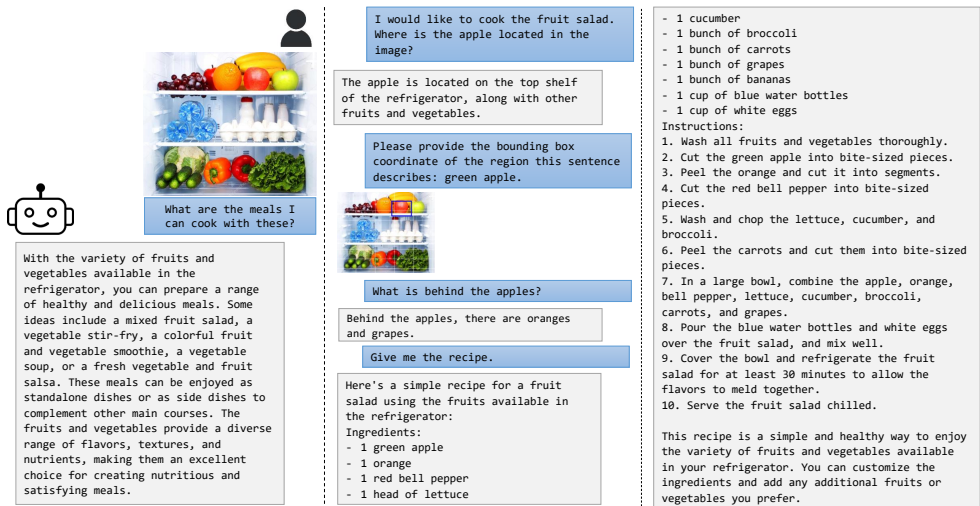 What are the meals I
can cook with these?
With the variety of fruits and
vegetables available in the
refrigerator, you can prepare a range
of healthy and delicious meals. Some
ideas include a mixed fruit salad, a
vegetable stir-fry, a colorful fruit
and vegetable smoothie, a vegetable
soup, or a fresh vegetable and fruit
salsa. These meals can be enjoyed as
standalone dishes or as side dishes to
complement other main courses. The
fruits and vegetables provide a diverse
range of flavors, textures, and
nutrients, making them an excellent
choice for creating nutritious and
satisfying meals.
I would like to cook the fruit salad.
Where is the apple located in the
image?
The apple is located on the top shelf
of the refrigerator, along with other
fruits and vegetables.
Please provide the bounding box
coordinate of the region this sentence
describes: green apple.
What is behind the apples?
Behind the apples, there are oranges
and grapes.
Give me the recipe.
Here's a simple recipe for a fruit
salad using the fruits available in
the refrigerator:
Ingredients:
- 1 green apple
- 1 orange
- 1 red bell pepper
- 1 head of lettuce
- 1 cucumber
- 1 bunch of broccoli
- 1 bunch of carrots
- 1 bunch of grapes
- 1 bunch of bananas
- 1 cup of blue water bottles
- 1 cup of white eggs
Instructions:
1. Wash all fruits and vegetables thoroughly.
2. Cut the green apple into bite-sized pieces.
3. Peel the orange and cut it into segments.
4. Cut the red bell pepper into bite-sized
pieces.
5. Wash and chop the lettuce, cucumber, and
broccoli.
6. Peel the carrots and cut them into bite-sized
pieces.
7. In a large bowl, combine the apple, orange,
bell pepper, lettuce, cucumber, broccoli,
carrots, and grapes.
8. Pour the blue water bottles and white eggs
over the fruit salad, and mix well.
9. Cover the bowl and refrigerate the fruit
salad for at least 30 minutes to allow the
flavors to meld together.
10. Serve the fruit salad chilled.
This recipe is a simple and healthy way to enjoy
the variety of fruits and vegetables available
in your refrigerator. You can customize the
ingredients and add any additional fruits or
vegetables you prefer.